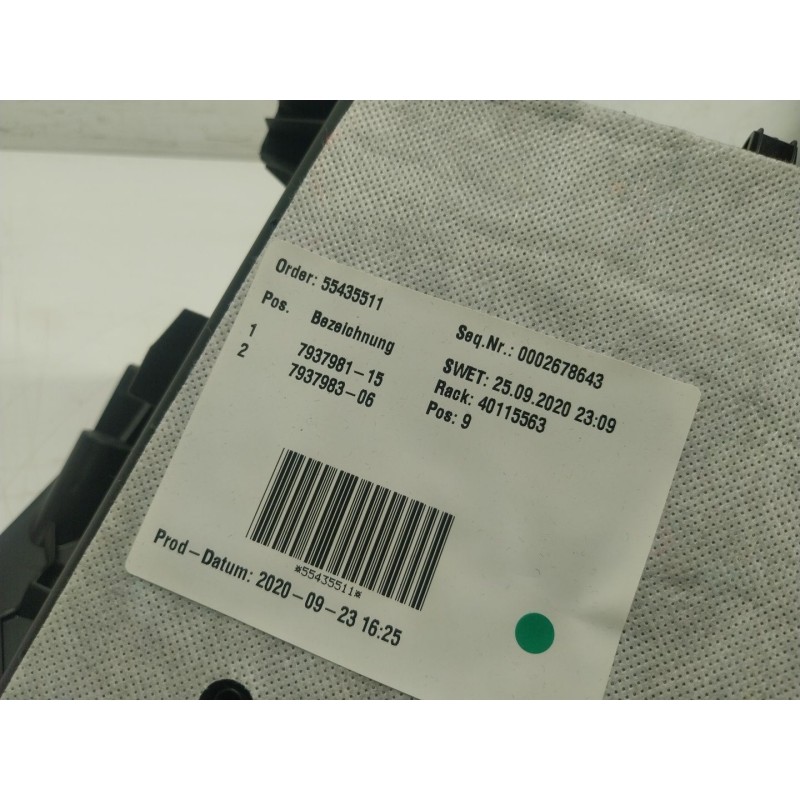 Order: 55435511
Pos. Bezeichnung
1 7937981-15
2 7937983-06
Seq.Nr.: 0002678643
SWET: 25.09.2020 23:09
Rack: 40115563
Pos: 9
*55435511*
Prod-Datum: 2020-09-23 16:25